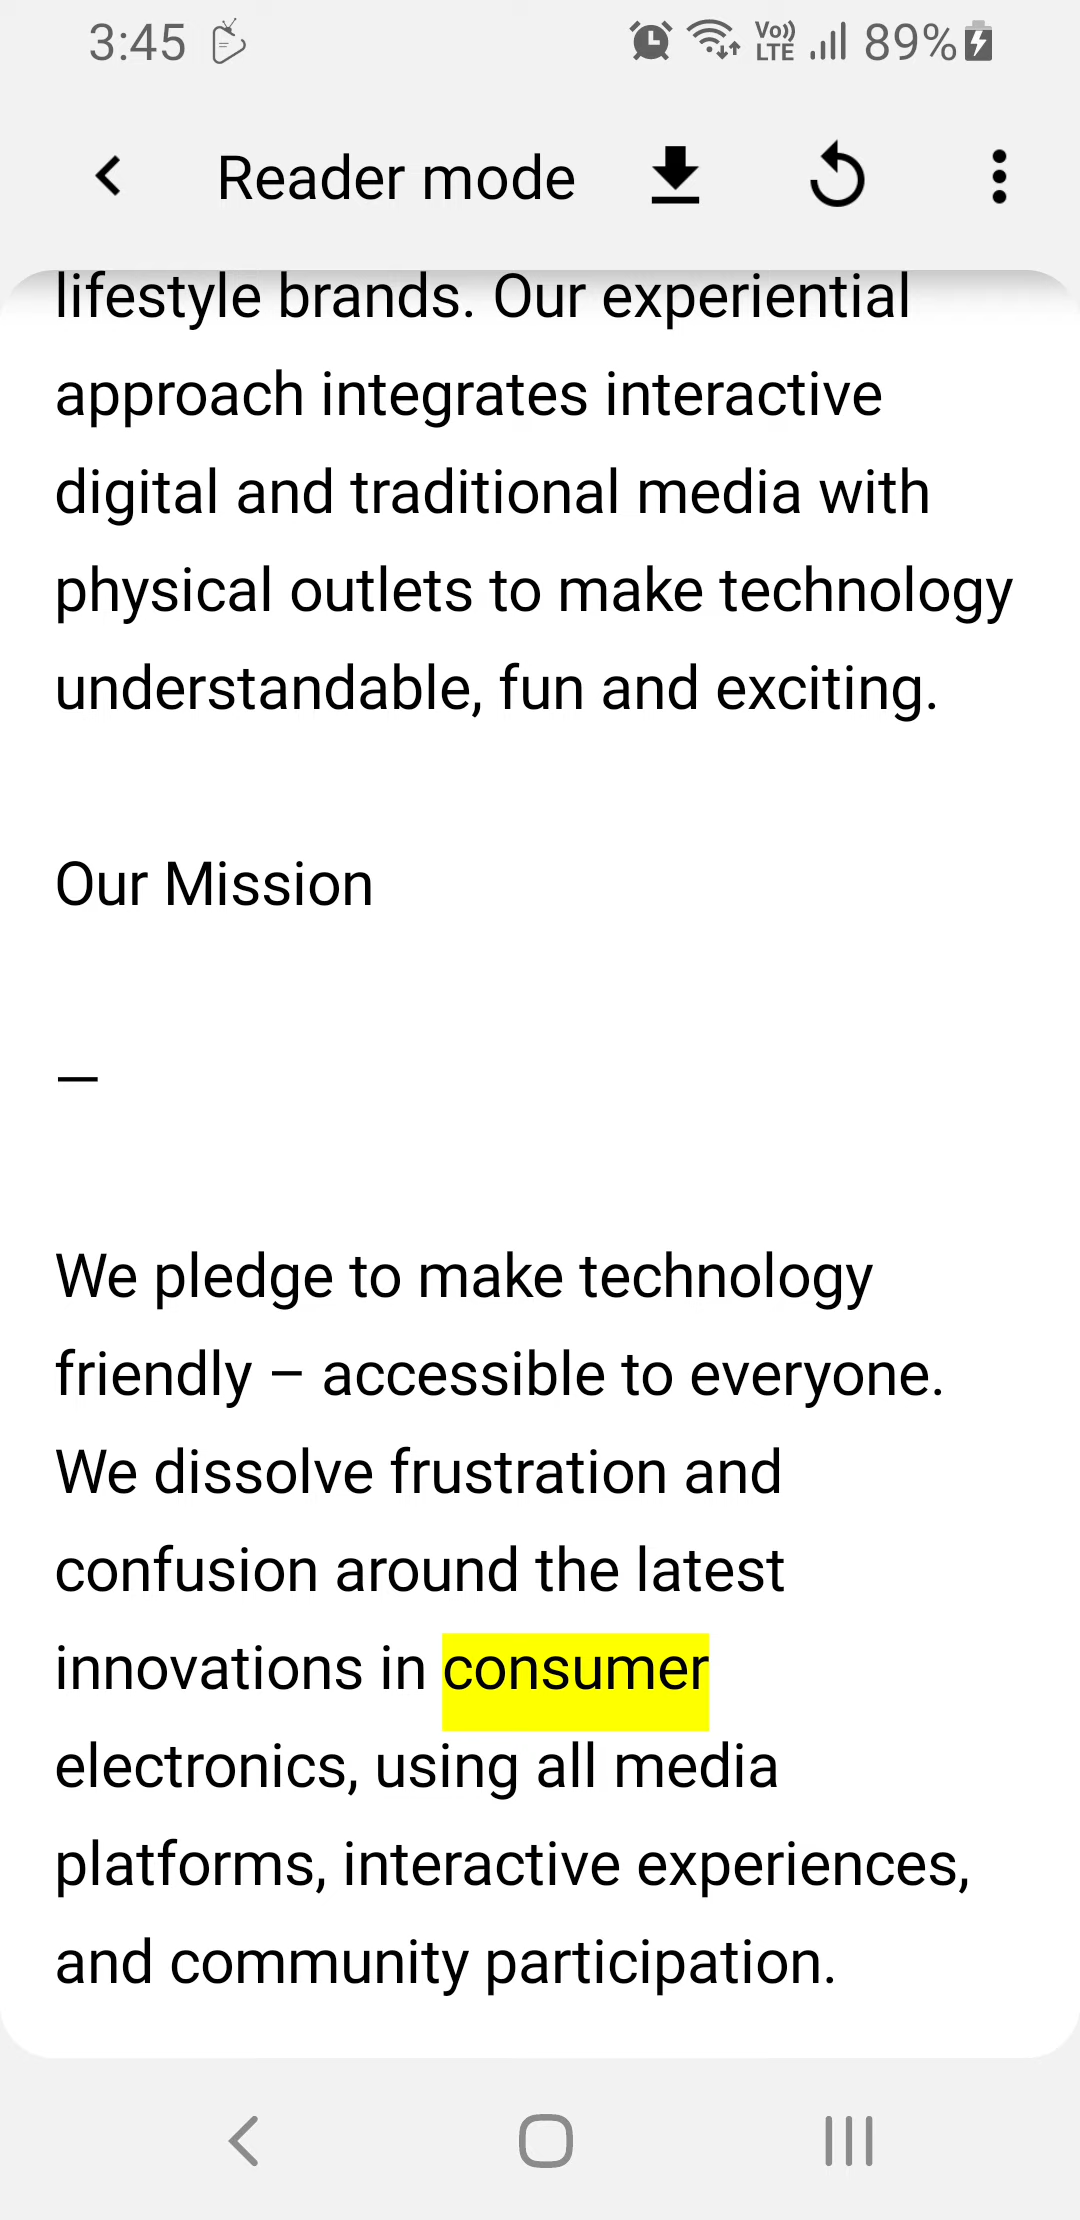 3:45
Vo)) LTE 89%
Reader mode
lifestyle brands. Our experiential
approach integrates interactive
digital and traditional media with
physical outlets to make technology
understandable, fun and exciting.
Our Mission
—
We pledge to make technology
friendly – accessible to everyone.
We dissolve frustration and
confusion around the latest
innovations in consumer
electronics, using all media
platforms, interactive experiences,
and community participation.